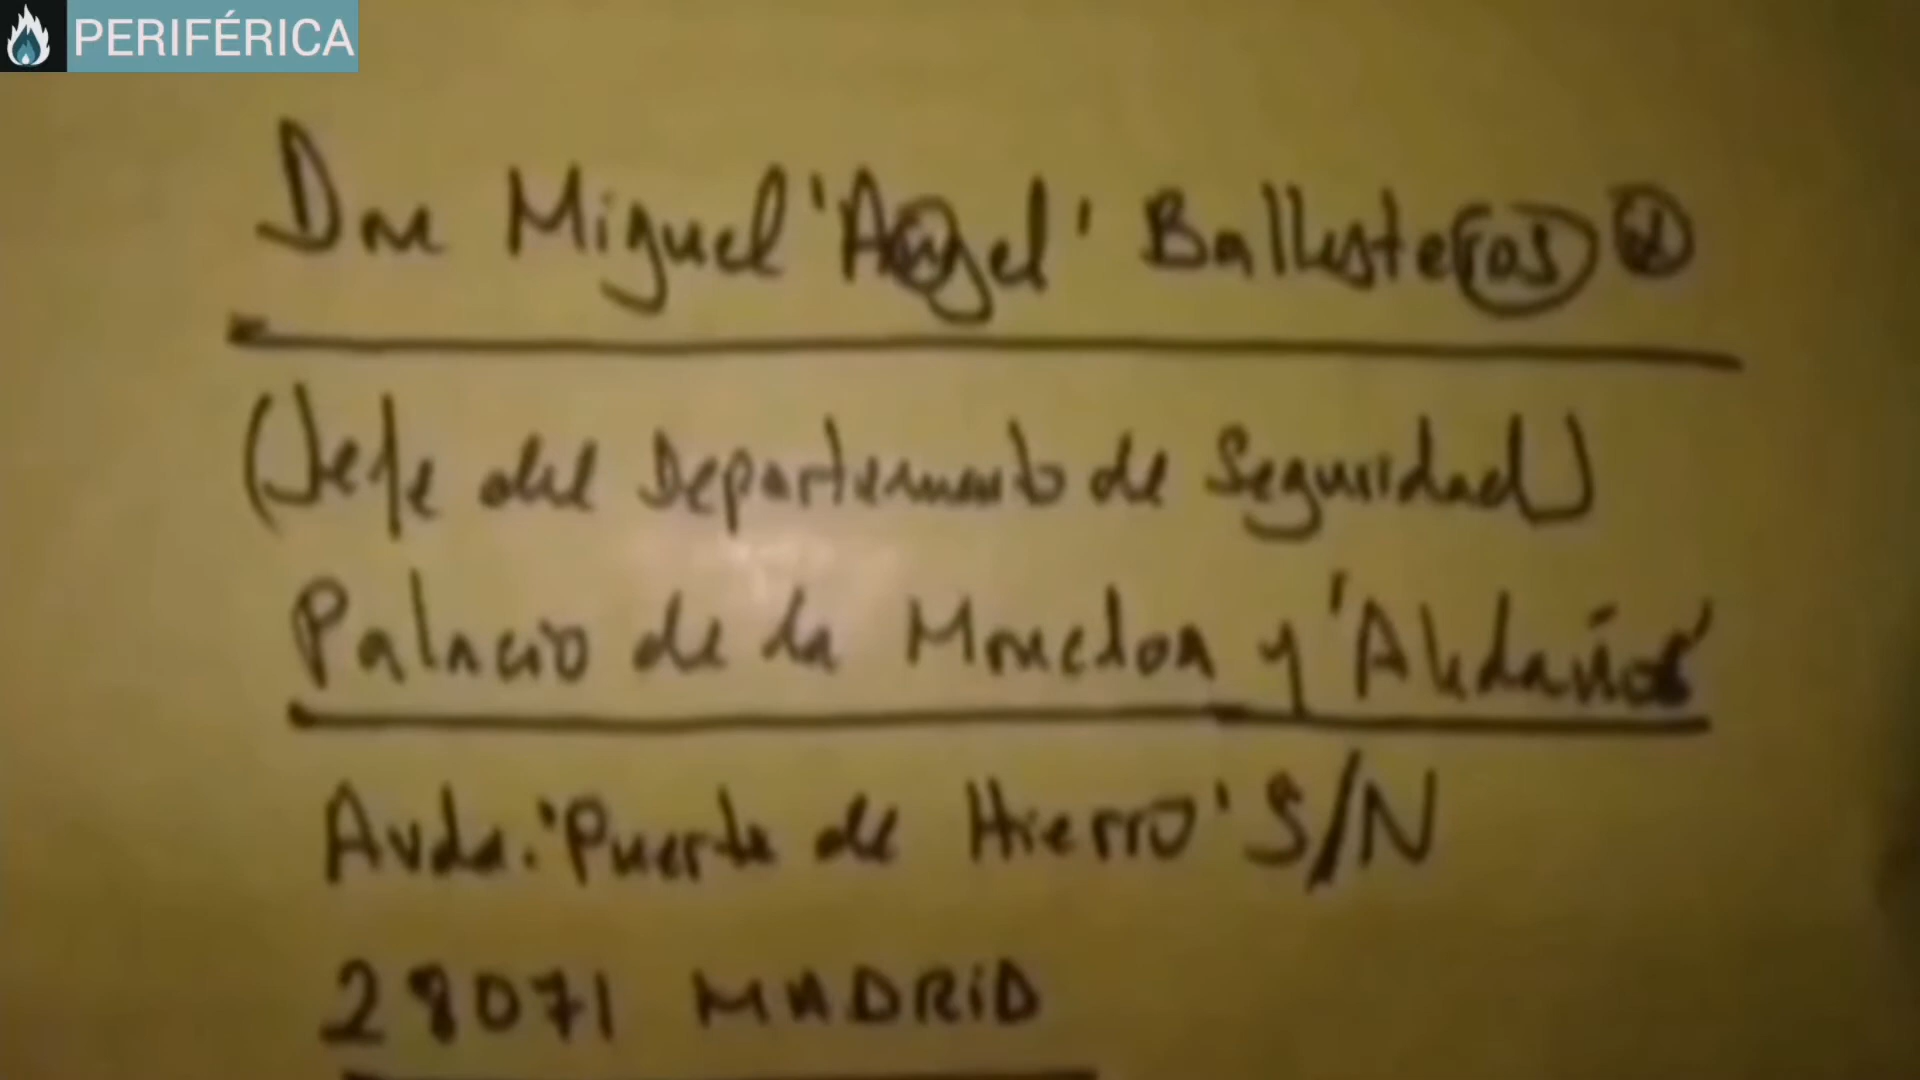 PERIFÉRICA
Don Miguel 'Angel' Ballesteros
(Jefe del Departamento de Seguridad)
Palacio de la Moncloa y 'Aledaños'
Avda. 'Puerta de Hierro' S/N
28071 MADRiD